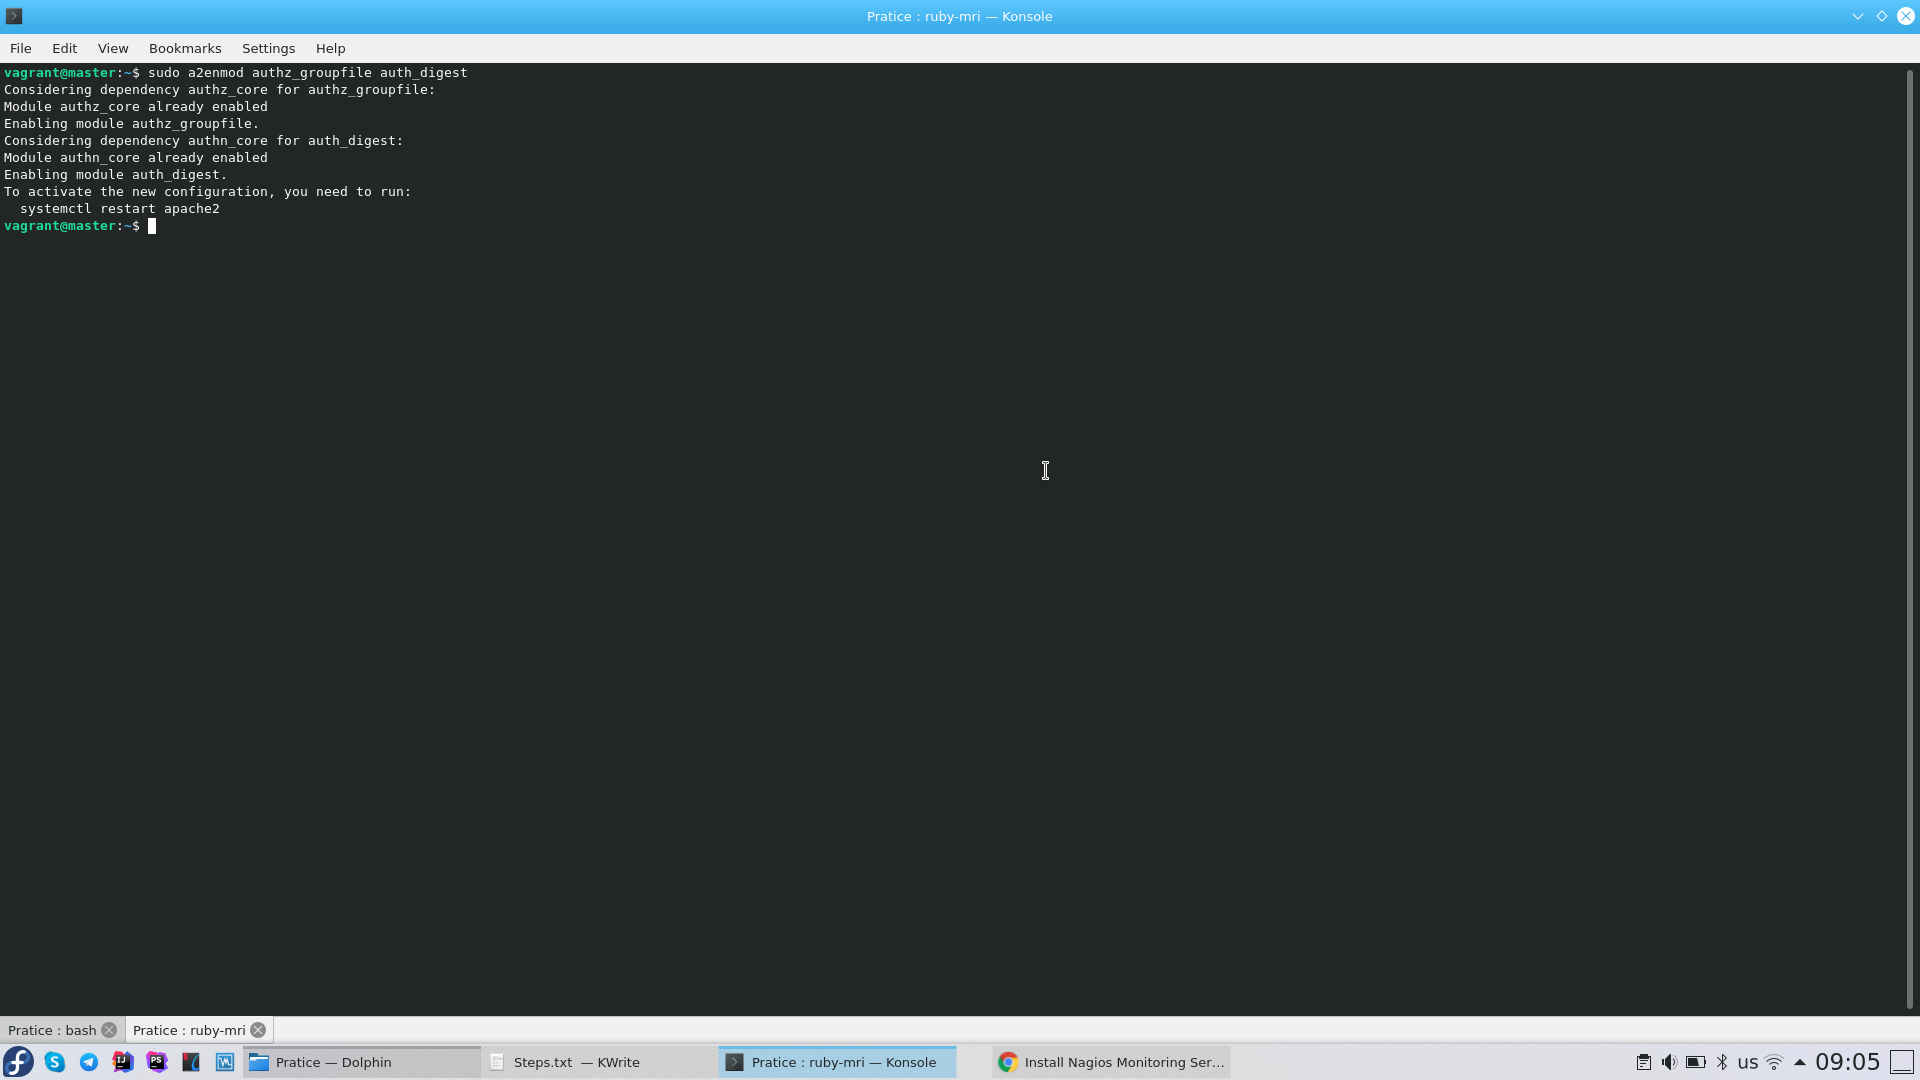 Pratice : ruby-mri — Konsole
File Edit View Bookmarks Settings Help
vagrant@master:~$ sudo a2enmod authz_groupfile auth_digest
Considering dependency authz_core for authz_groupfile:
Module authz_core already enabled
Enabling module authz_groupfile.
Considering dependency authn_core for auth_digest:
Module authn_core already enabled
Enabling module auth_digest.
To activate the new configuration, you need to run:
  systemctl restart apache2
vagrant@master:~$
Pratice : bash Pratice : ruby-mri
Pratice — Dolphin Steps.txt — KWrite Pratice : ruby-mri — Konsole Install Nagios Monitoring Ser... us 09:05